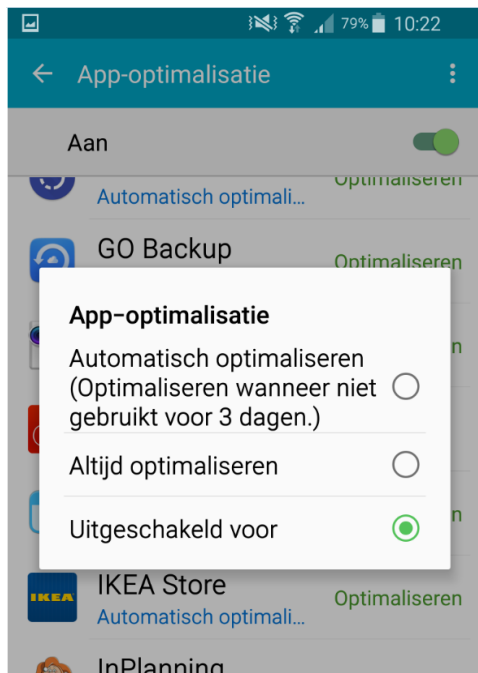 79% 10:22
App-optimalisatie
Aan
Automatisch optimali... Optimaliseren
GO Backup
Optimaliseren
App-optimalisatie
Automatisch optimaliseren
(Optimaliseren wanneer niet
gebruikt voor 3 dagen.)
n
Altijd optimaliseren
Uitgeschakeld voor
n
IKEA
IKEA Store
Automatisch optimali... Optimaliseren
InPlanning